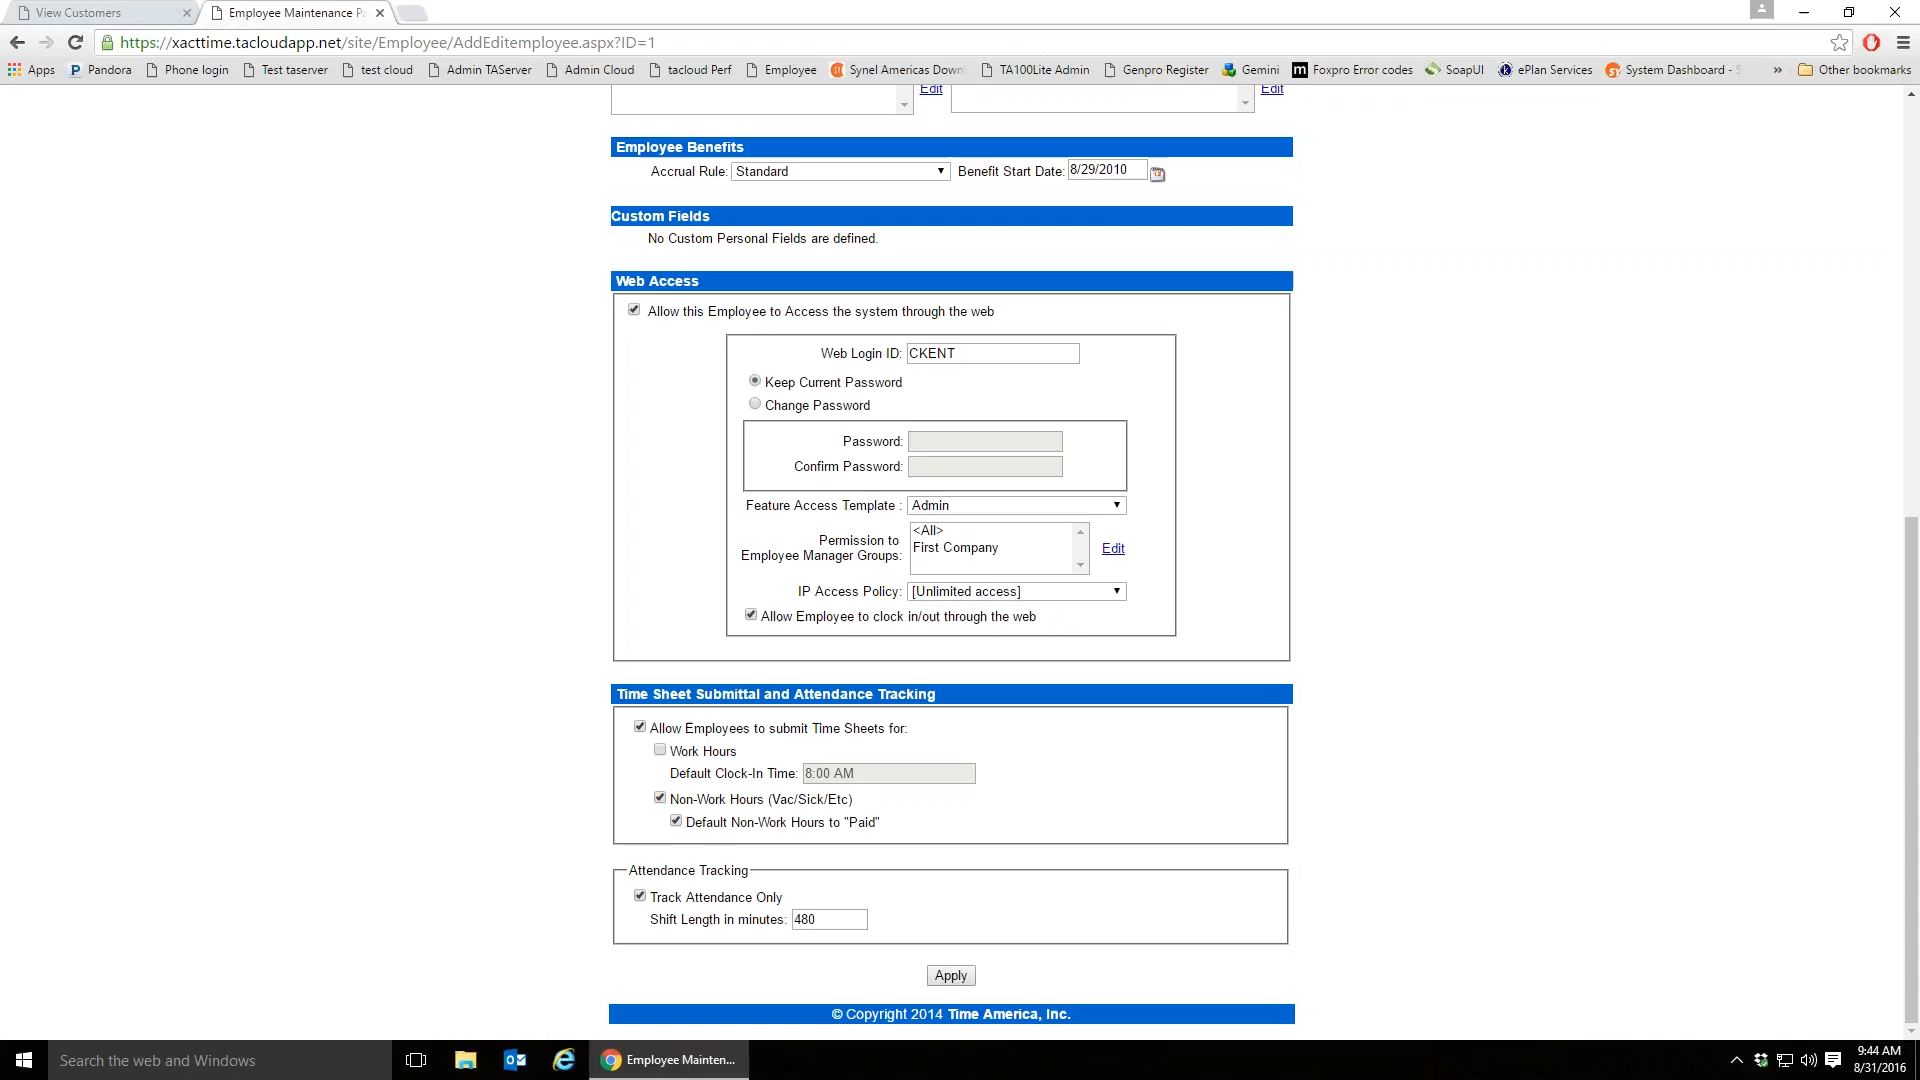 View Customers
Employee Maintenance Pa
https://xacttime.tacloudapp.net/site/Employee/AddEditemployee.aspx?ID=1
Apps Pandora Phone login Test taserver test cloud Admin TAServer Admin Cloud tacloud Perf Employee Synel Americas Down TA100Lite Admin Genpro Register Gemini Foxpro Error codes SoapUI ePlan Services System Dashboard - S » Other bookmarks
Edit Edit
Employee Benefits
Accrual Rule: Standard Benefit Start Date: 8/29/2010
Custom Fields
No Custom Personal Fields are defined.
Web Access
Allow this Employee to Access the system through the web
Web Login ID: CKENT
Keep Current Password
Change Password
Password:
Confirm Password:
Feature Access Template : Admin
Permission to
Employee Manager Groups:
<All>
First Company
Edit
IP Access Policy: [Unlimited access]
Allow Employee to clock in/out through the web
Time Sheet Submittal and Attendance Tracking
Allow Employees to submit Time Sheets for:
Work Hours
Default Clock-In Time: 8:00 AM
Non-Work Hours (Vac/Sick/Etc)
Default Non-Work Hours to "Paid"
Attendance Tracking
Track Attendance Only
Shift Length in minutes: 480
Apply
© Copyright 2014 Time America, Inc.
Search the web and Windows
Employee Mainten...
9:44 AM
8/31/2016